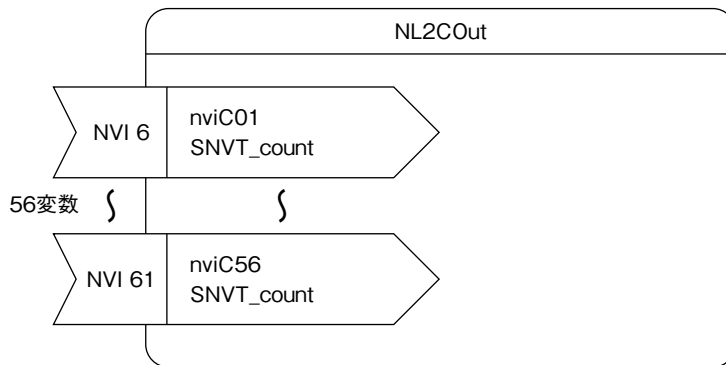 NL2COut
NVI 6
nviC01
SNVT_count
56変数
NVI 61
nviC56
SNVT_count